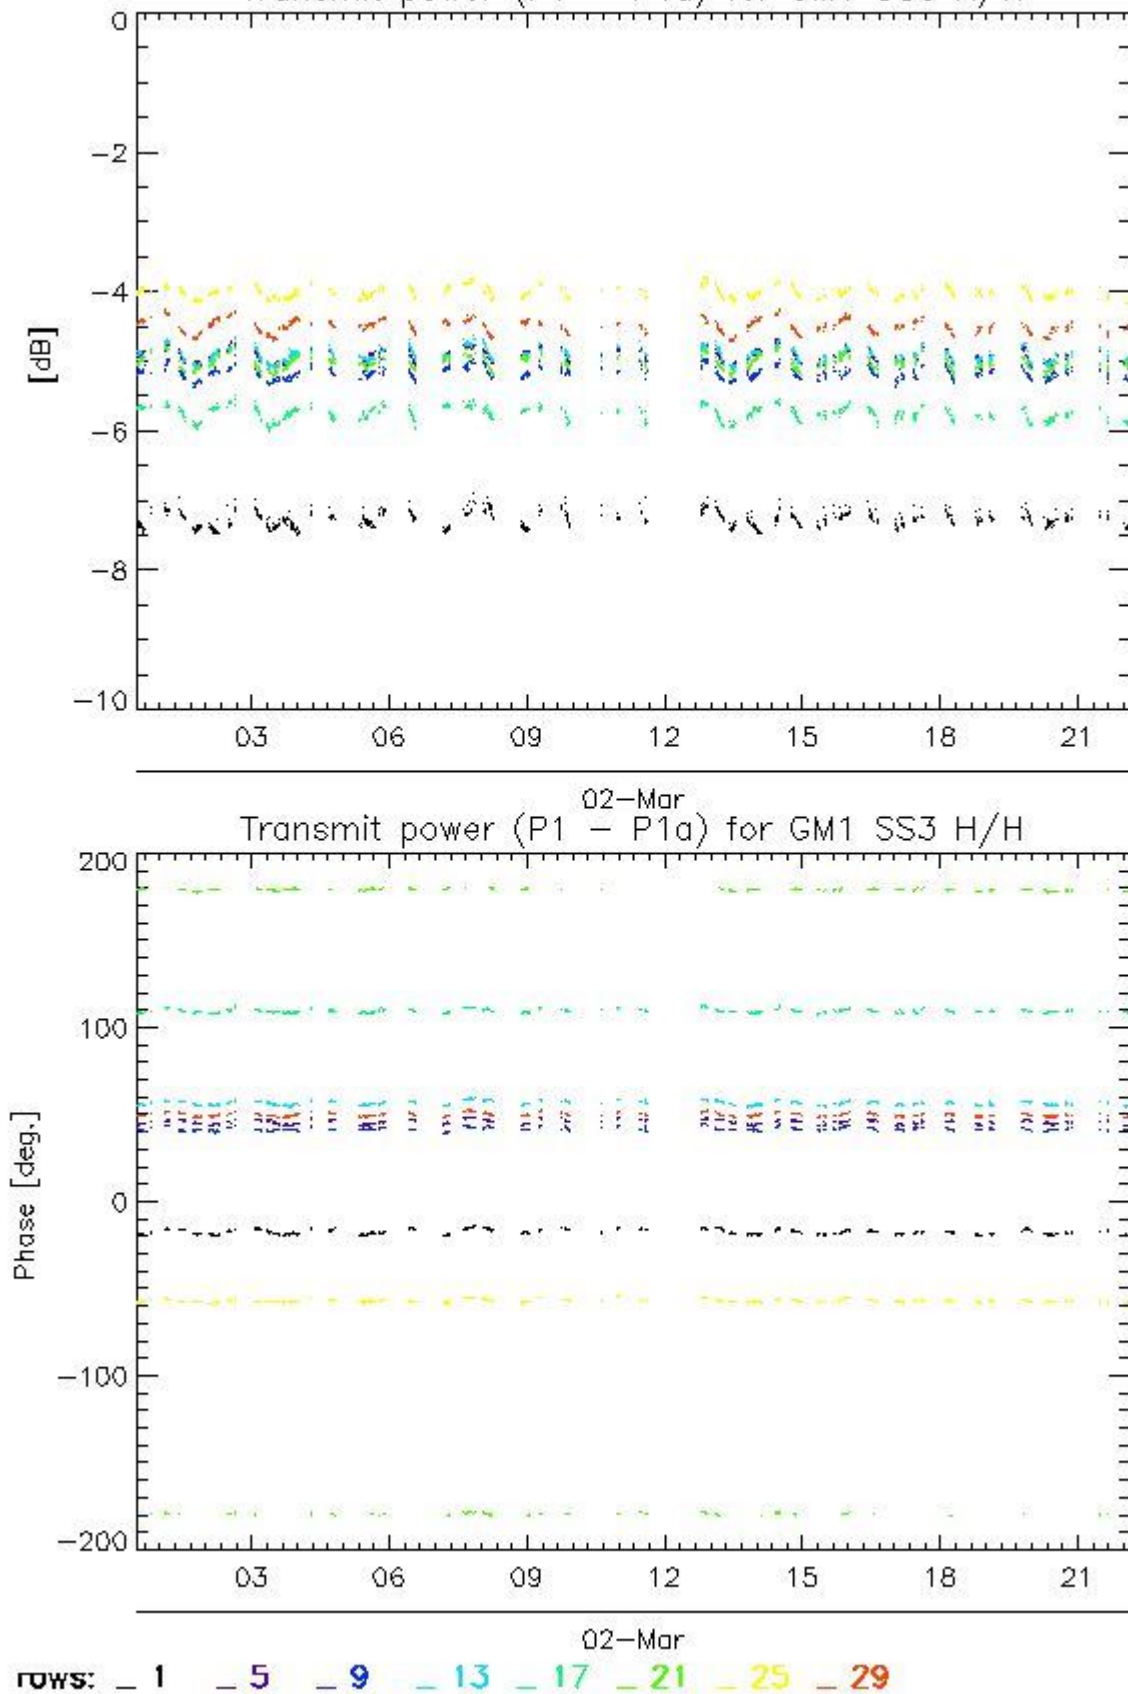 0
-2
-4
-6
-8
-10
[dB]
03 06 09 12 15 18 21
02-Mar
Transmit power (P1 - P1a) for GM1 SS3 H/H
200
100
0
-100
-200
Phase [deg.]
03 06 09 12 15 18 21
02-Mar
rows: _ 1 _ 5 _ 9 _ 13 _ 17 _ 21 _ 25 _ 29